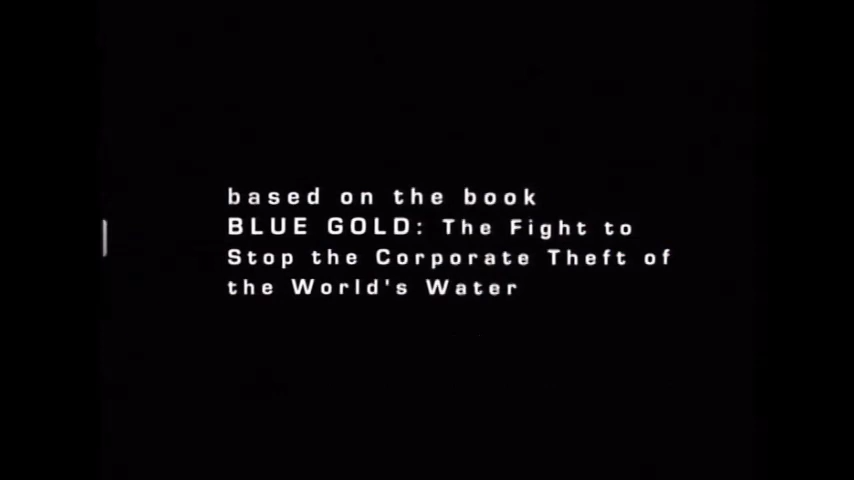 based on the book
BLUE GOLD: The Fight to
Stop the Corporate Theft of
the World's Water